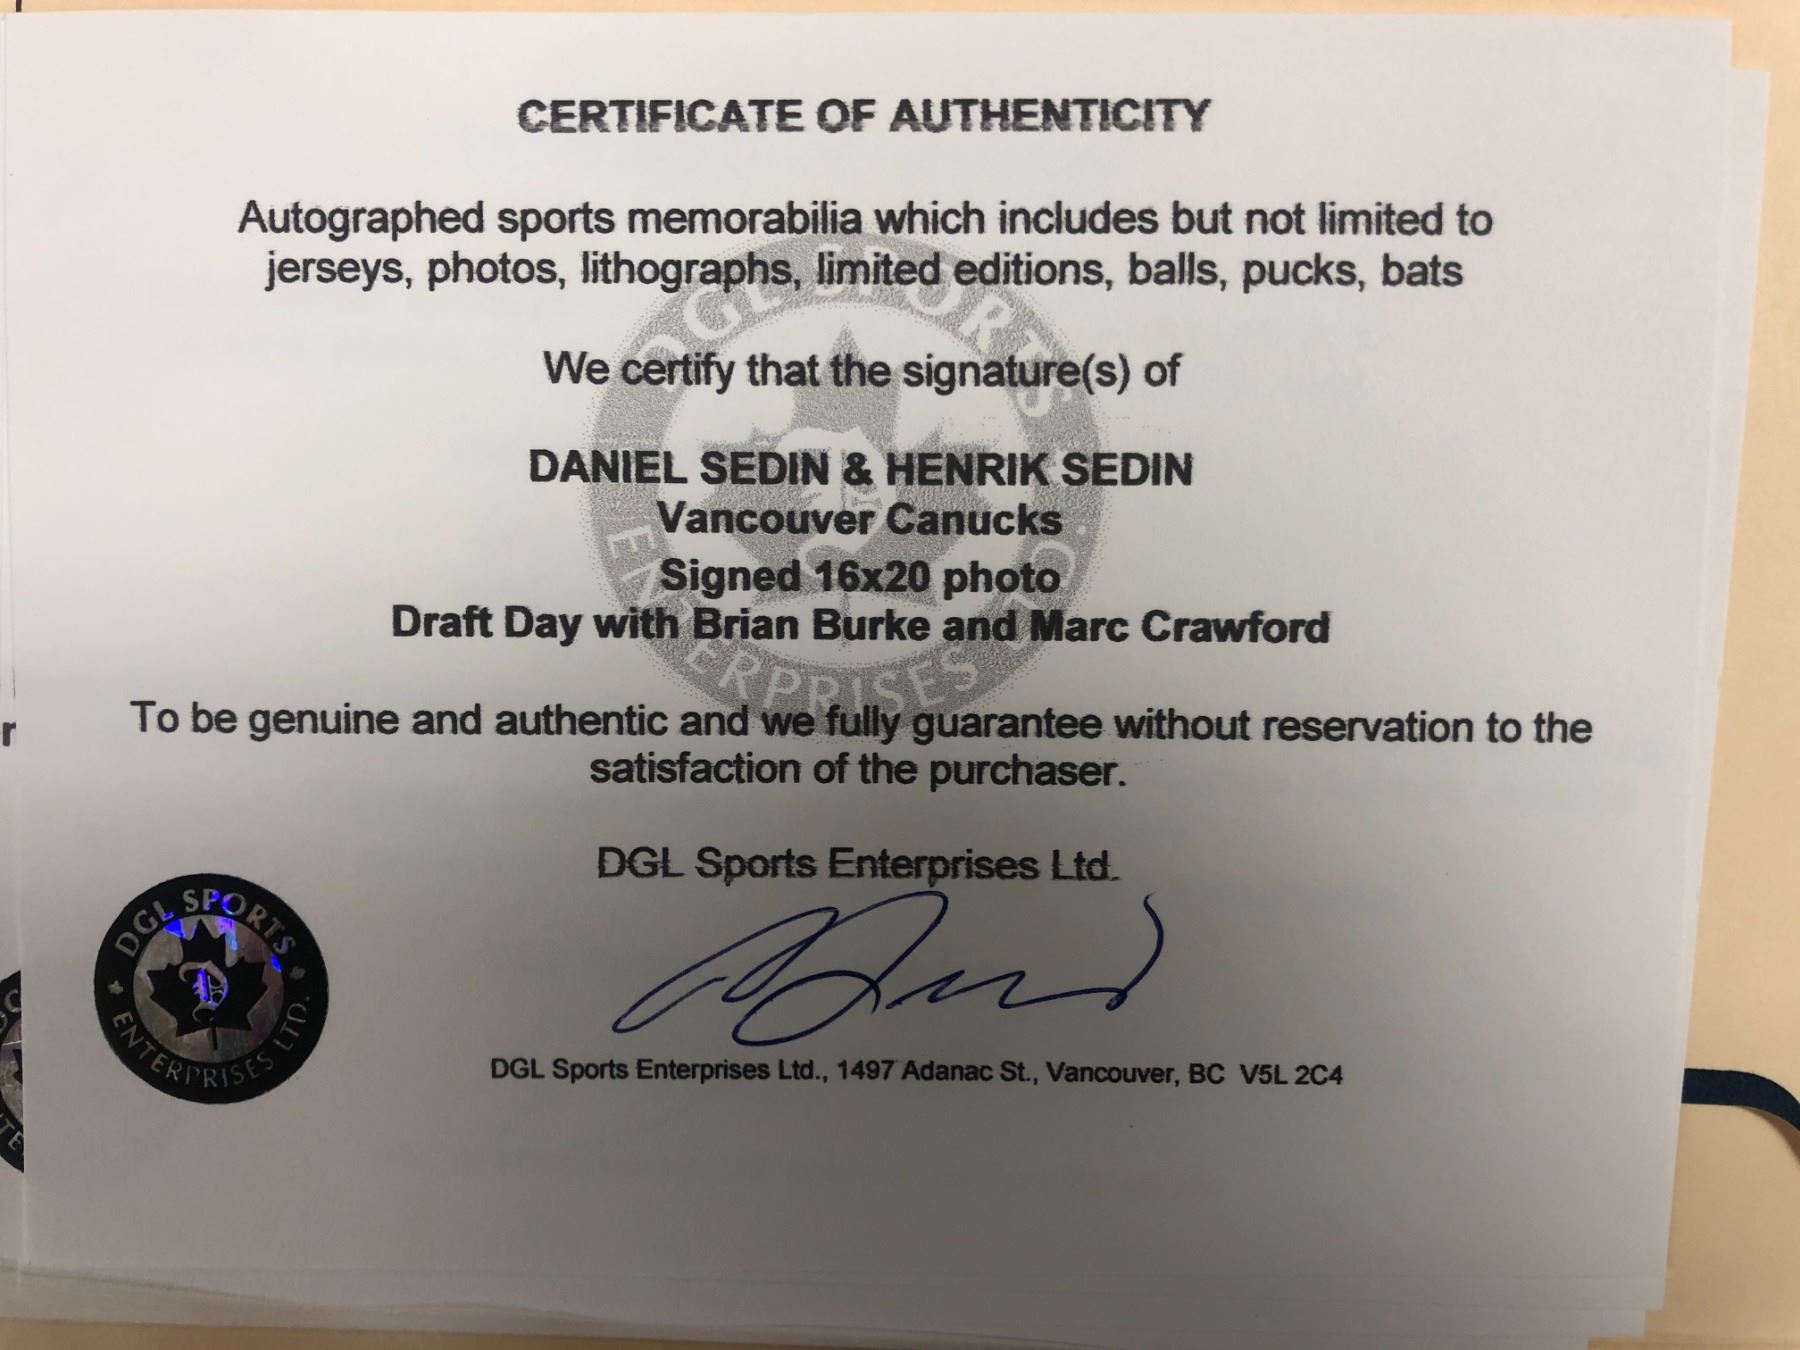 CERTIFICATE OF AUTHENTICITY
Autographed sports memorabilia which includes but not limited to
jerseys, photos, lithographs, limited editions, balls, pucks, bats
We certify that the signature(s) of
DANIEL SEDIN & HENRIK SEDIN
Vancouver Canucks
Signed 16x20 photo
Draft Day with Brian Burke and Marc Crawford
To be genuine and authentic and we fully guarantee without reservation to the
satisfaction of the purchaser.
DGL Sports Enterprises Ltd.
DGL Sports Enterprises Ltd., 1497 Adanac St., Vancouver, BC V5L 2C4
DGL SPORTS
ENTERPRISES LTD.
D
DGL SPORTS
ENTERPRISES LTD.
r